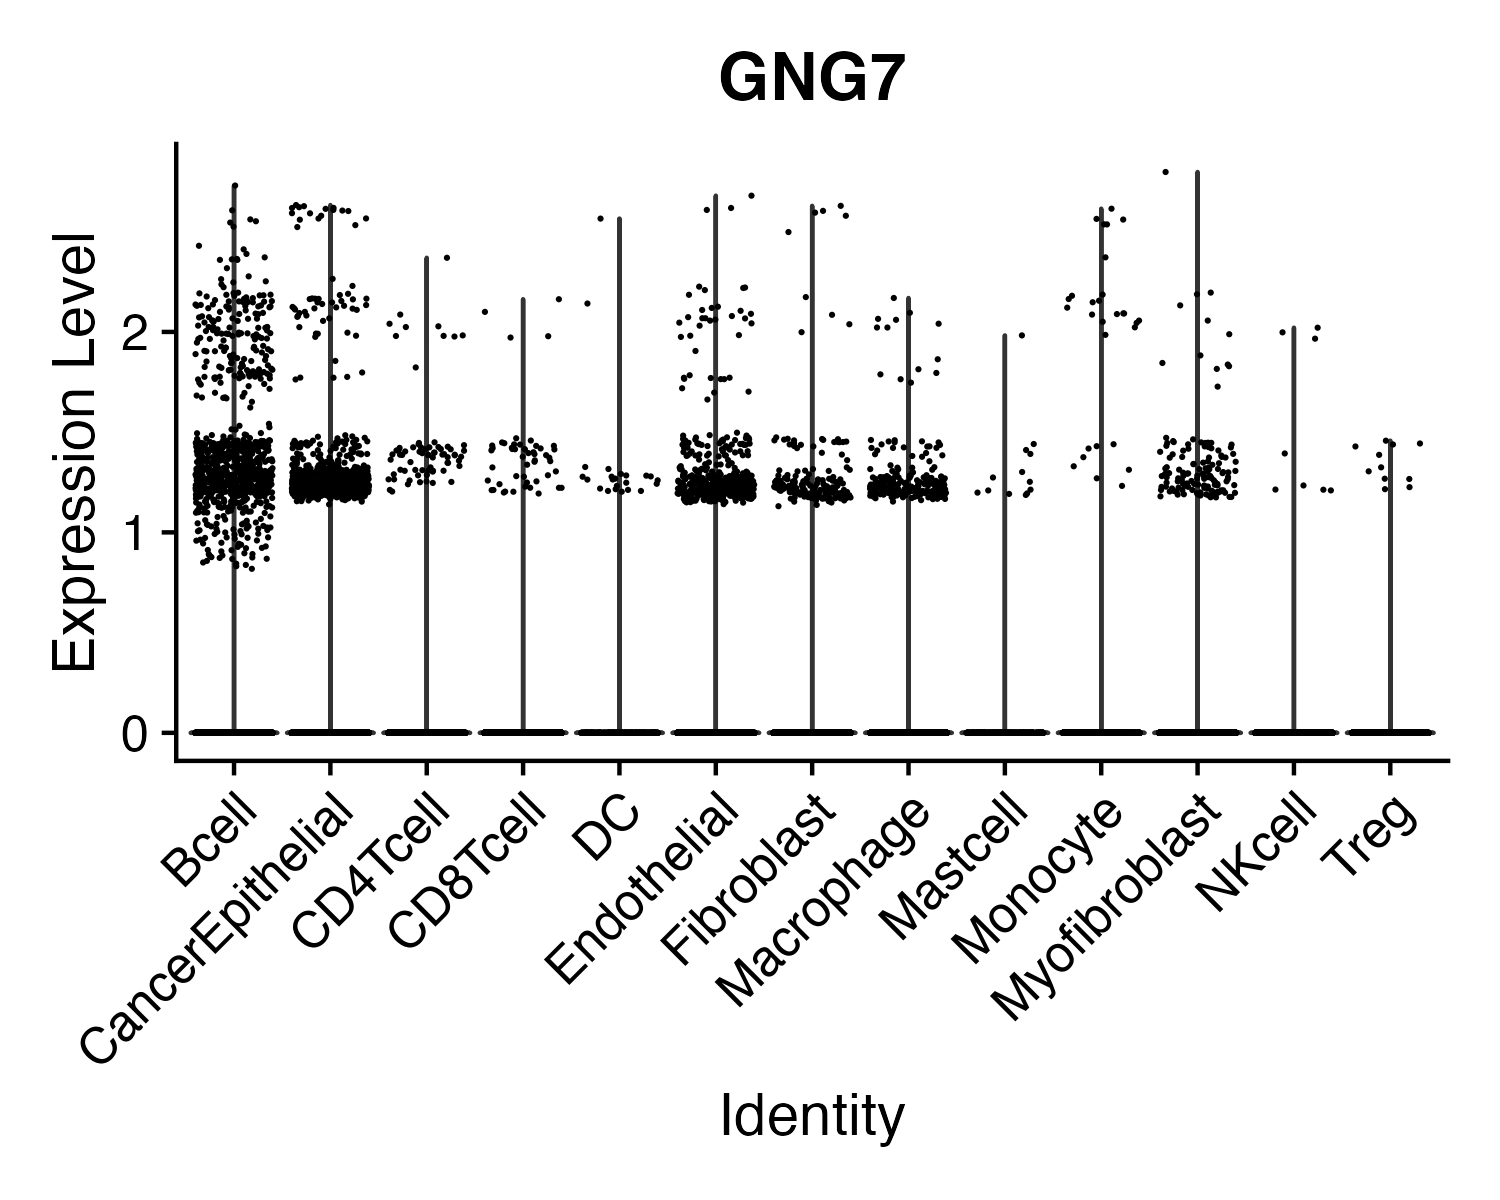 GNG7
Expression Level
2
1
0
Bcell
CancerEpithelial
CD4Tcell
CD8Tcell
DC
Endothelial
Fibroblast
Macrophage
Mastcell
Monocyte
Myofibroblast
NKcell
Treg
Identity